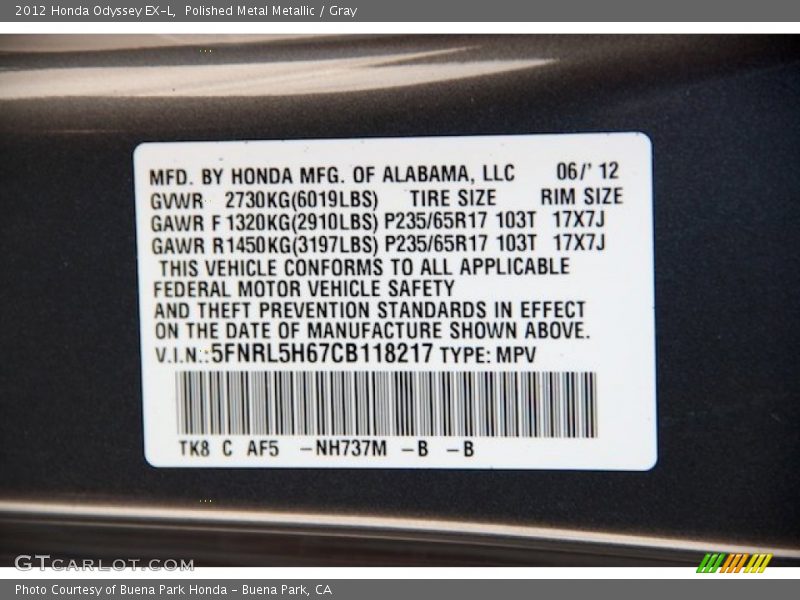 2012 Honda Odyssey EX-L,  Polished Metal Metallic / Gray
MFD. BY HONDA MFG. OF ALABAMA, LLC 06/' 12
GVWR 2730KG(6019LBS) TIRE SIZE RIM SIZE
GAWR F 1320KG(2910LBS) P235/65R17 103T 17X7J
GAWR R1450KG(3197LBS) P235/65R17 103T 17X7J
THIS VEHICLE CONFORMS TO ALL APPLICABLE
FEDERAL MOTOR VEHICLE SAFETY
AND THEFT PREVENTION STANDARDS IN EFFECT
ON THE DATE OF MANUFACTURE SHOWN ABOVE.
V.I.N.:5FNRL5H67CB118217 TYPE: MPV
TK8 C AF5 -NH737M -B -B
GTCARLOT.COM
Photo Courtesy of Buena Park Honda - Buena Park, CA